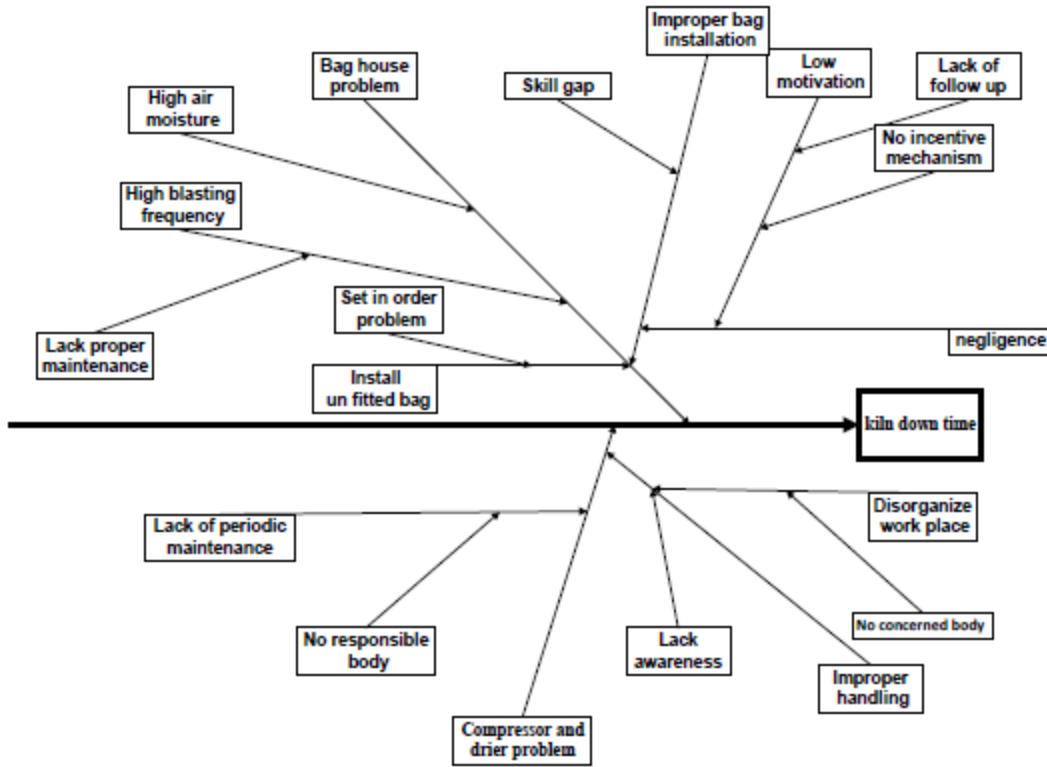 Improper bag
installation
Bag house
problem
Low
motivation
Lack of
follow up
Skill gap
High air
moisture
No incentive
mechanism
High blasting
frequency
Set in order
problem
Lack proper
maintenance
negligence
Install
un fitted bag
kiln down time
Disorganize
work place
Lack of periodic
maintenance
No concerned body
No responsible
body
Lack
awareness
Improper
handling
Compressor and
drier problem